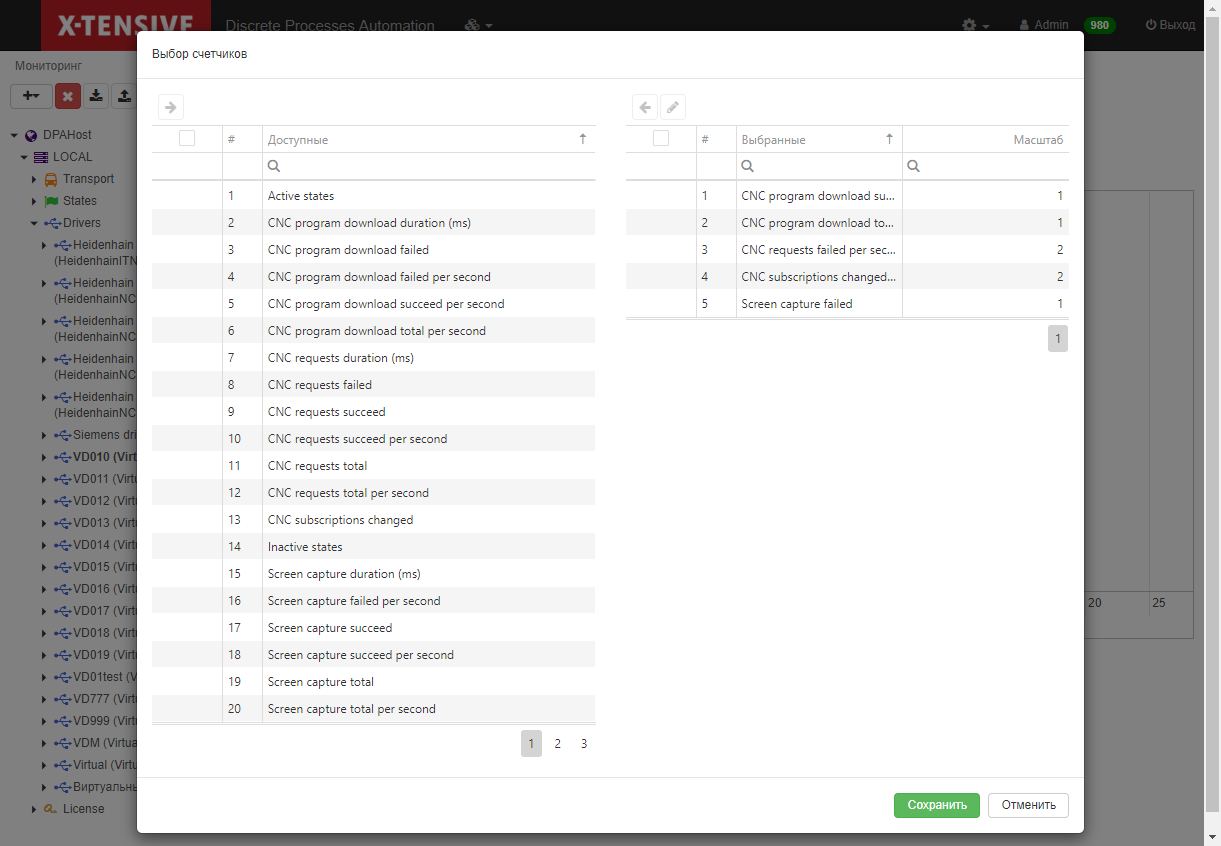 X-TENSIVE
Discrete Processes Automation
Admin
980
Выход
Мониторинг
DPAHost
LOCAL
Transport
States
Drivers
Heidenhain
(HeidenhainITN
Heidenhain
(HeidenhainNC
Heidenhain
(HeidenhainNC
Heidenhain
(HeidenhainNC
Heidenhain
(HeidenhainNC
Siemens dri
VD010 (Virt
VD011 (Virtu
VD012 (Virtu
VD013 (Virtu
VD014 (Virtu
VD015 (Virtu
VD016 (Virtu
VD017 (Virtu
VD018 (Virtu
VD019 (Virtu
VD01test (V
VD777 (Virtu
VD999 (Virtu
VDM (Virtua
Virtual (Virtu
Виртуальны
License
Выбор счетчиков
# Доступные
1 Active states
2 CNC program download duration (ms)
3 CNC program download failed
4 CNC program download failed per second
5 CNC program download succeed per second
6 CNC program download total per second
7 CNC requests duration (ms)
8 CNC requests failed
9 CNC requests succeed
10 CNC requests succeed per second
11 CNC requests total
12 CNC requests total per second
13 CNC subscriptions changed
14 Inactive states
15 Screen capture duration (ms)
16 Screen capture failed per second
17 Screen capture succeed
18 Screen capture succeed per second
19 Screen capture total
20 Screen capture total per second
1 2 3
# Выбранные Масштаб
1 CNC program download su... 1
2 CNC program download to... 1
3 CNC requests failed per sec... 2
4 CNC subscriptions changed... 2
5 Screen capture failed 1
1
20 25
Сохранить Отменить